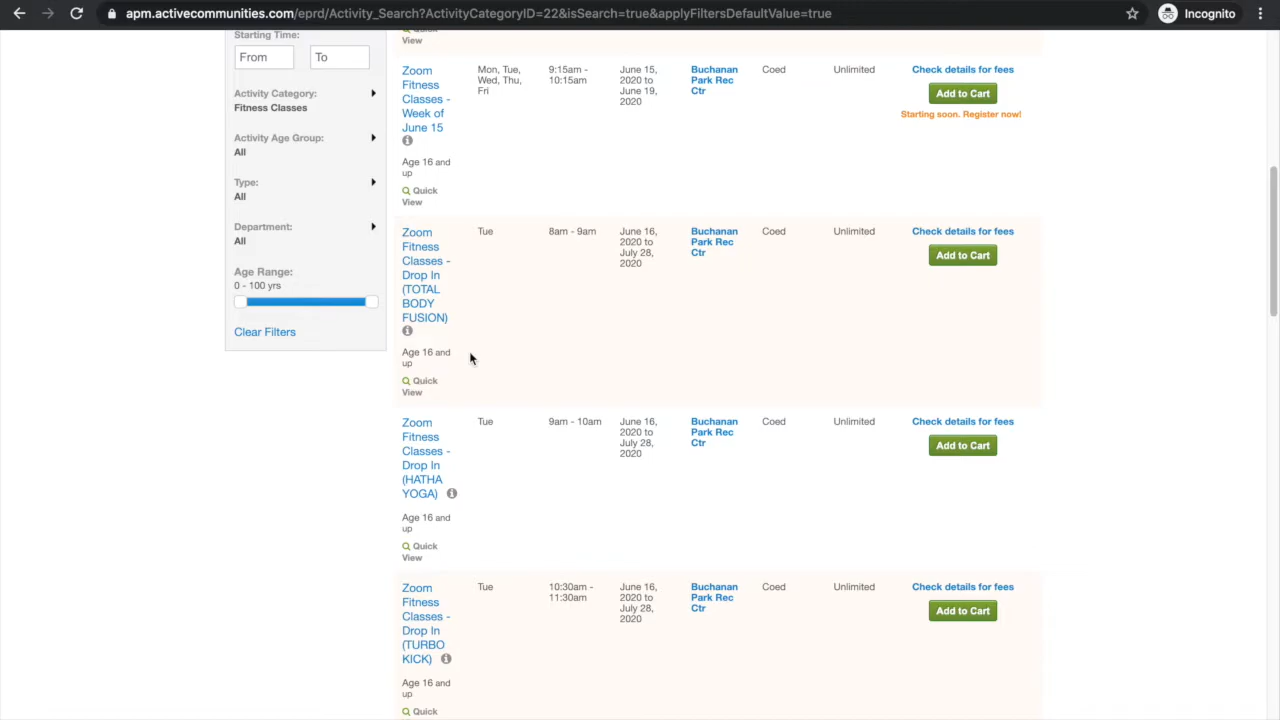 apm.activecommunities.com/eprd/Activity_Search?ActivityCategoryID=22&isSearch=true&applyFiltersDefaultValue=true
Incognito
Starting Time:
From
To
Activity Category:
Fitness Classes
Activity Age Group:
All
Type:
All
Department:
All
Age Range:
0 - 100 yrs
Clear Filters
Quick
View
Zoom
Fitness
Classes -
Week of
June 15
Age 16 and
up
Quick
View
Mon, Tue,
Wed, Thu,
Fri
9:15am -
10:15am
June 15,
2020 to
June 19,
2020
Buchanan
Park Rec
Ctr
Coed
Unlimited
Check details for fees
Add to Cart
Starting soon. Register now!
Zoom
Fitness
Classes -
Drop In
(TOTAL
BODY
FUSION)
Age 16 and
up
Quick
View
Tue
8am - 9am
June 16,
2020 to
July 28,
2020
Buchanan
Park Rec
Ctr
Coed
Unlimited
Check details for fees
Add to Cart
Zoom
Fitness
Classes -
Drop In
(HATHA
YOGA)
Age 16 and
up
Quick
View
Tue
9am - 10am
June 16,
2020 to
July 28,
2020
Buchanan
Park Rec
Ctr
Coed
Unlimited
Check details for fees
Add to Cart
Zoom
Fitness
Classes -
Drop In
(TURBO
KICK)
Age 16 and
up
Quick
Tue
10:30am -
11:30am
June 16,
2020 to
July 28,
2020
Buchanan
Park Rec
Ctr
Coed
Unlimited
Check details for fees
Add to Cart